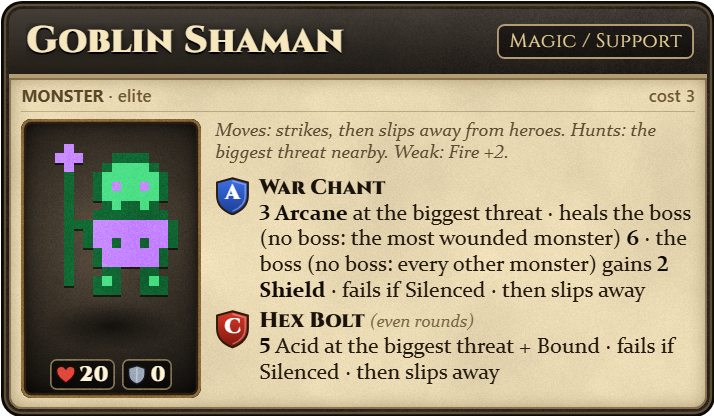 Goblin Shaman
Magic / Support
MONSTER · elite
cost 3
Moves: strikes, then slips away from heroes. Hunts: the
biggest threat nearby. Weak: Fire +2.
A
War Chant
3 Arcane at the biggest threat · heals the boss
(no boss: the most wounded monster) 6 · the
boss (no boss: every other monster) gains 2
Shield · fails if Silenced · then slips away
C
Hex Bolt (even rounds)
5 Acid at the biggest threat + Bound · fails if
Silenced · then slips away
20
0